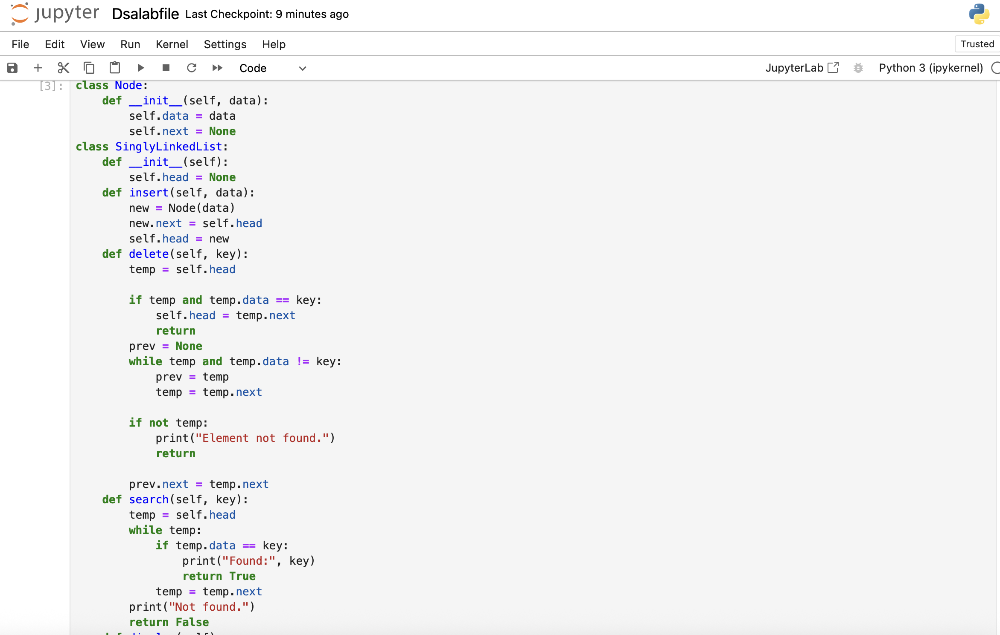 jupyter Dsalabfile Last Checkpoint: 9 minutes ago
File Edit View Run Kernel Settings Help Trusted
Code JupyterLab Python 3 (ipykernel)
[3]: class Node:
    def __init__(self, data):
        self.data = data
        self.next = None
class SinglyLinkedList:
    def __init__(self):
        self.head = None
    def insert(self, data):
        new = Node(data)
        new.next = self.head
        self.head = new
    def delete(self, key):
        temp = self.head

        if temp and temp.data == key:
            self.head = temp.next
            return
        prev = None
        while temp and temp.data != key:
            prev = temp
            temp = temp.next

        if not temp:
            print("Element not found.")
            return

        prev.next = temp.next
    def search(self, key):
        temp = self.head
        while temp:
            if temp.data == key:
                print("Found:", key)
                return True
            temp = temp.next
        print("Not found.")
        return False